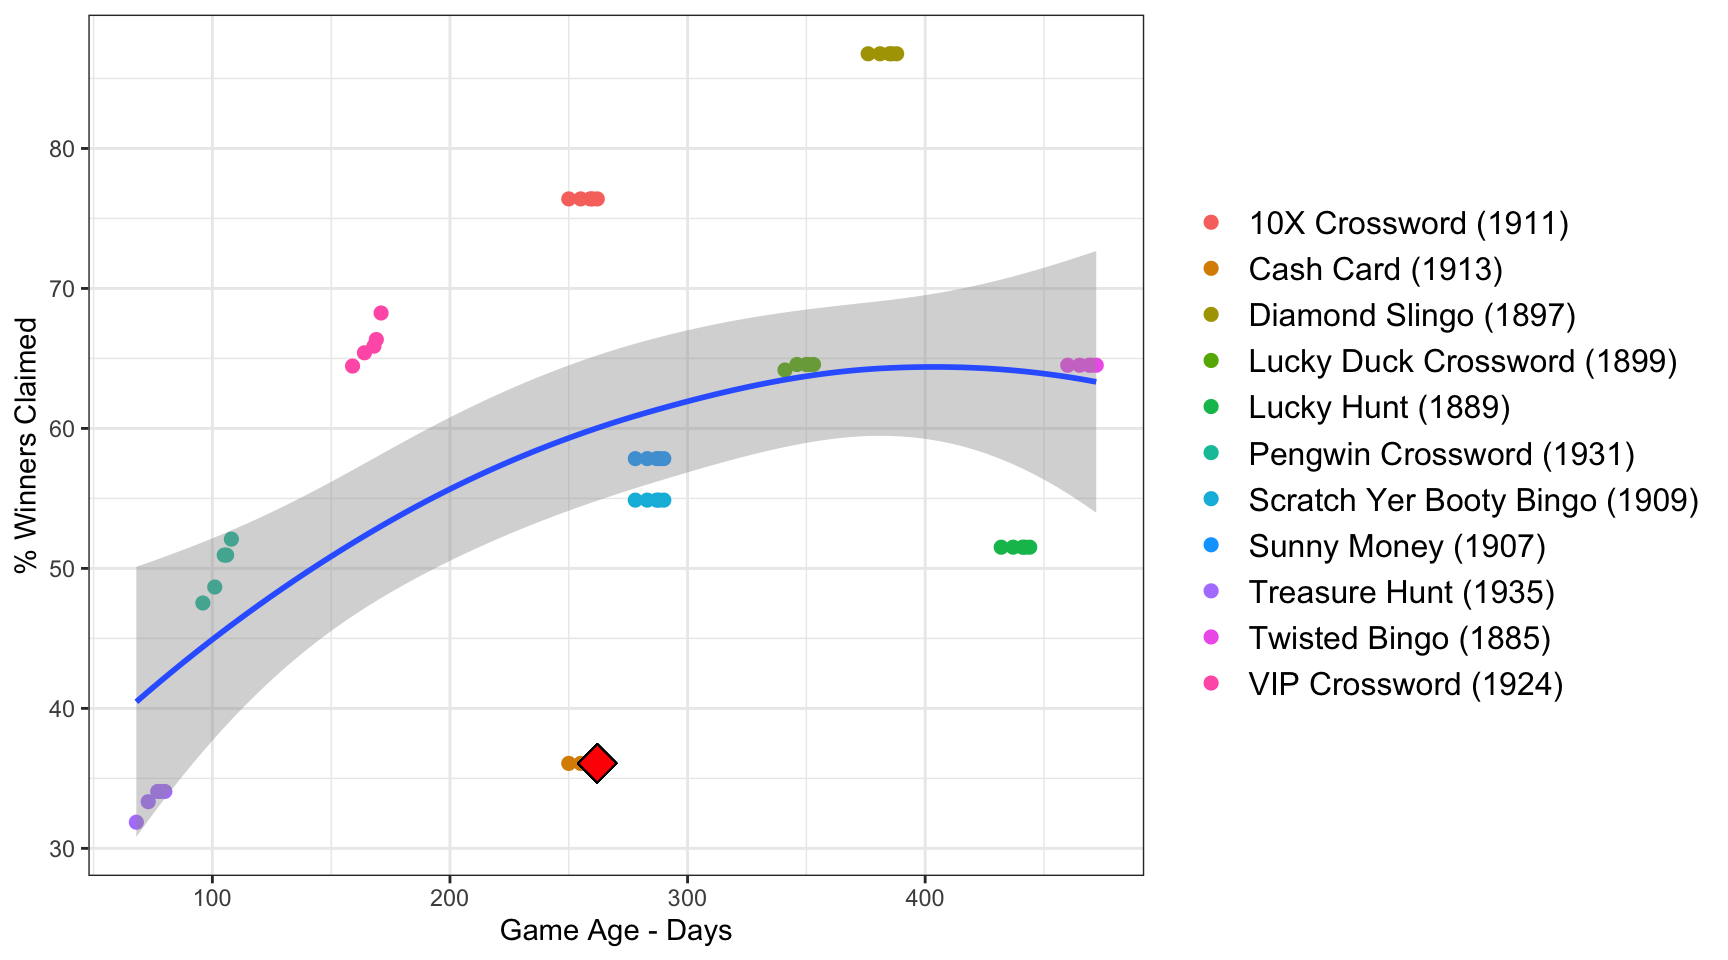 % Winners Claimed
80
70
60
50
40
30
100
200
300
400
Game Age - Days
10X Crossword (1911)
Cash Card (1913)
Diamond Slingo (1897)
Lucky Duck Crossword (1899)
Lucky Hunt (1889)
Pengwin Crossword (1931)
Scratch Yer Booty Bingo (1909)
Sunny Money (1907)
Treasure Hunt (1935)
Twisted Bingo (1885)
VIP Crossword (1924)